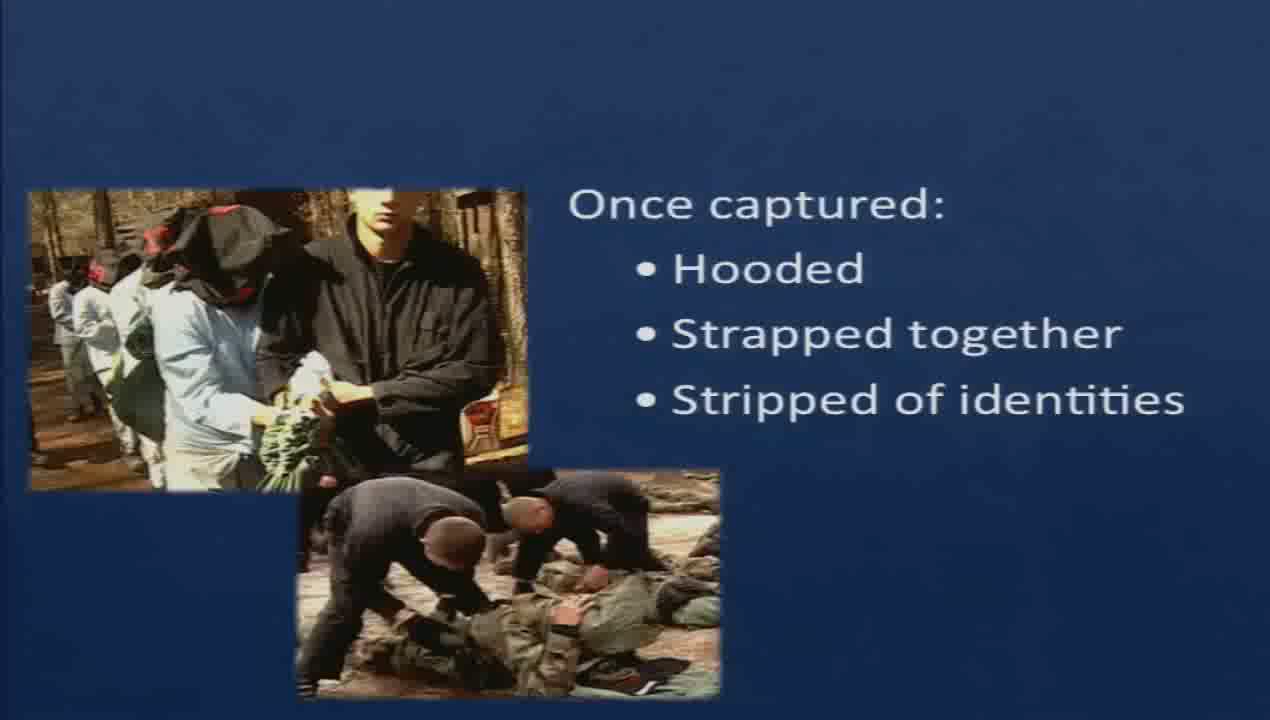 Once captured:
• Hooded
• Strapped together
• Stripped of identities